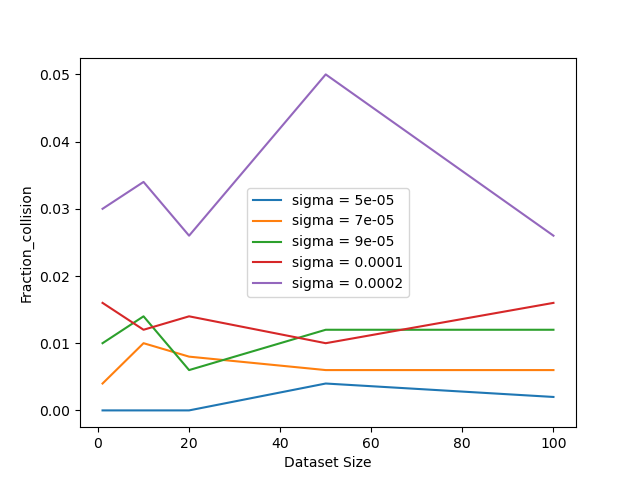 0.05
0.04
0.03
0.02
0.01
0.00
Fraction_collision
sigma = 5e-05
sigma = 7e-05
sigma = 9e-05
sigma = 0.0001
sigma = 0.0002
0 20 40 60 80 100
Dataset Size